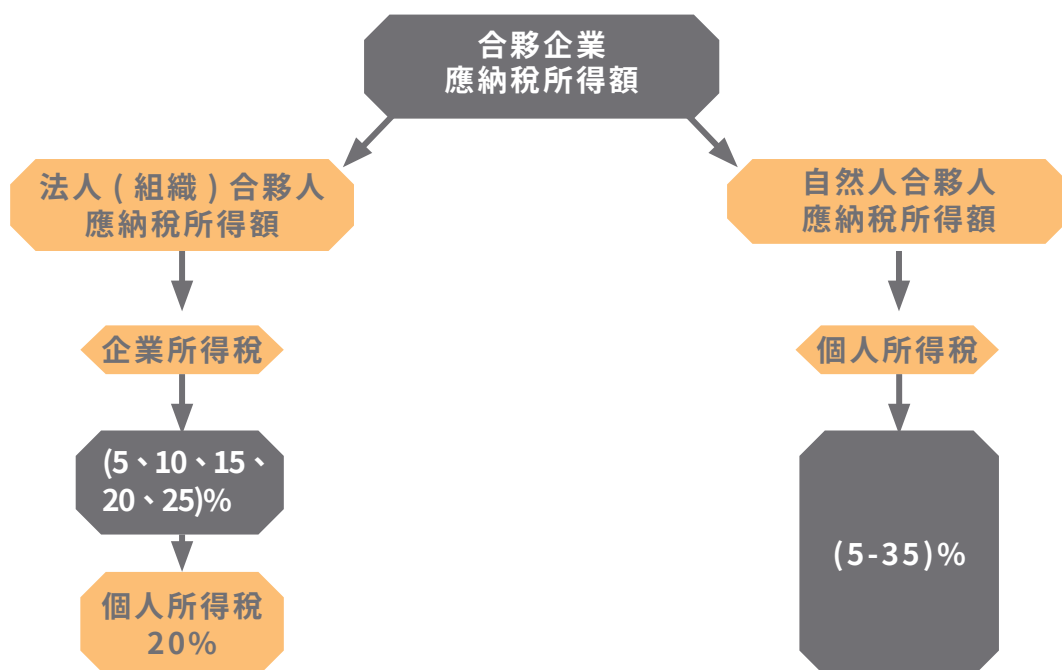 合夥企業
應納稅所得額
法人 ( 組織 ) 合夥人
應納稅所得額
自然人合夥人
應納稅所得額
企業所得稅
個人所得稅
(5、10、15、
20、25)%
(5-35)%
個人所得稅
20%